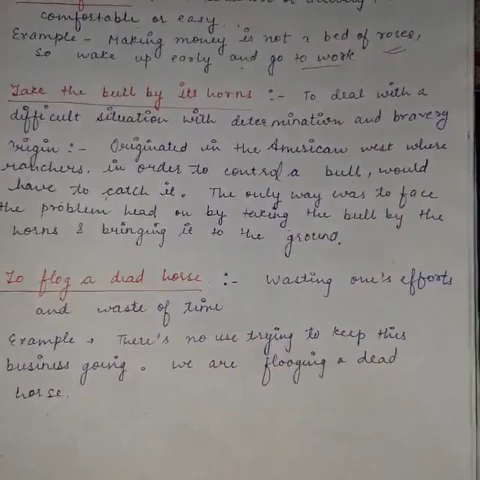 comfortable or easy.
Example - Making money is not a bed of roses,
so wake up early and go to work.
Take the bull by its horns :- To deal with a
difficult situation with determination and bravery
Origin :- Originated in the American west where
ranchers, in order to control a bull, would
have to catch it. The only way was to face
the problem head on by taking the bull by the
horns & bringing it to the ground.
To flog a dead horse :- Wasting one's efforts
and waste of time
Example → There's no use trying to keep this
business going. We are flooging a dead
horse.